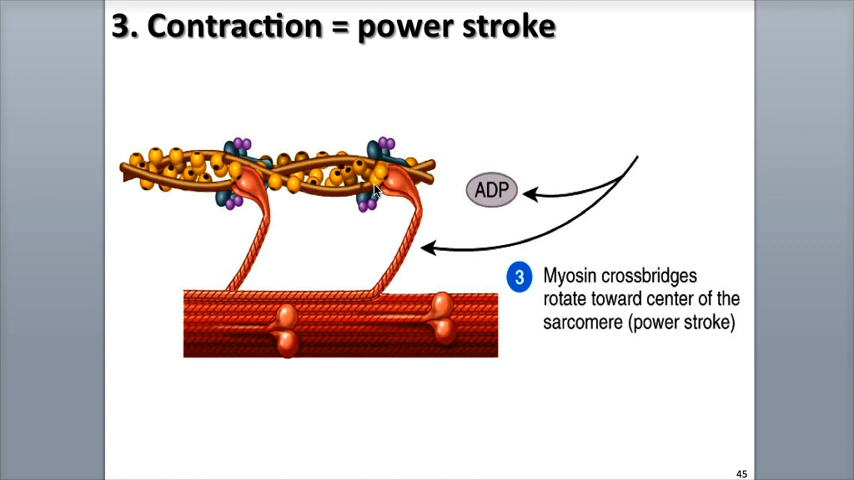 3. Contraction = power stroke
ADP
3 Myosin crossbridges
rotate toward center of the
sarcomere (power stroke)
45